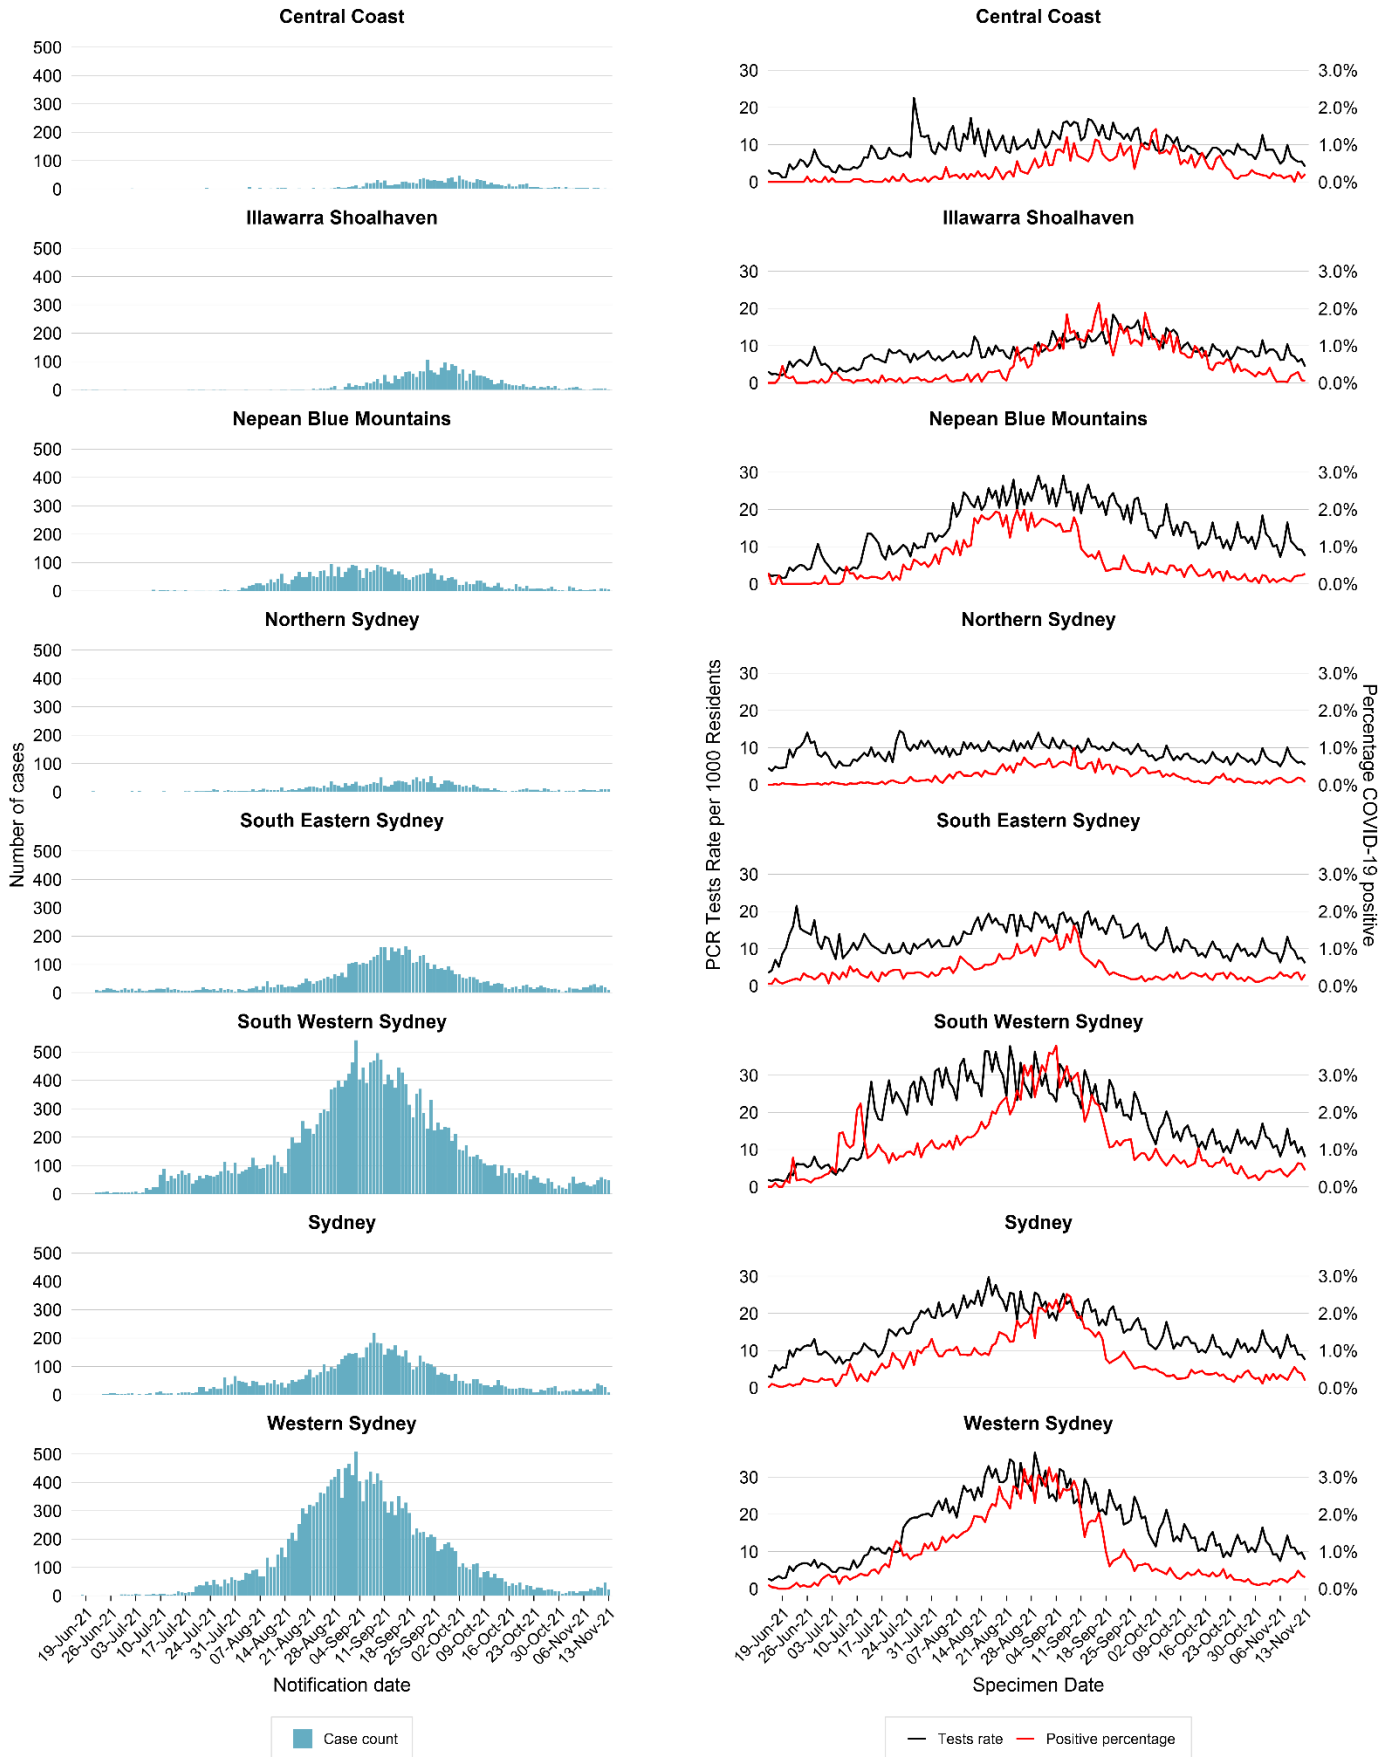 Central Coast
500
400
300
200
100
0
Illawarra Shoalhaven
500
400
300
200
100
0
Nepean Blue Mountains
500
400
300
200
100
0
Northern Sydney
500
400
300
200
100
0
South Eastern Sydney
500
400
300
200
100
0
South Western Sydney
500
400
300
200
100
0
Sydney
500
400
300
200
100
0
Western Sydney
500
400
300
200
100
0
Number of cases
19-Jun-21
26-Jun-21
03-Jul-21
10-Jul-21
17-Jul-21
24-Jul-21
31-Jul-21
07-Aug-21
14-Aug-21
21-Aug-21
28-Aug-21
04-Sep-21
11-Sep-21
18-Sep-21
25-Sep-21
02-Oct-21
09-Oct-21
16-Oct-21
23-Oct-21
30-Oct-21
06-Nov-21
13-Nov-21
Notification date
Case count
Central Coast
30 3.0%
20 2.0%
10 1.0%
0 0.0%
Illawarra Shoalhaven
30 3.0%
20 2.0%
10 1.0%
0 0.0%
Nepean Blue Mountains
30 3.0%
20 2.0%
10 1.0%
0 0.0%
Northern Sydney
30 3.0%
20 2.0%
10 1.0%
0 0.0%
South Eastern Sydney
30 3.0%
20 2.0%
10 1.0%
0 0.0%
South Western Sydney
30 3.0%
20 2.0%
10 1.0%
0 0.0%
Sydney
30 3.0%
20 2.0%
10 1.0%
0 0.0%
Western Sydney
30 3.0%
20 2.0%
10 1.0%
0 0.0%
PCR Tests Rate per 1000 Residents
Percentage COVID-19 positive
19-Jun-21
26-Jun-21
03-Jul-21
10-Jul-21
17-Jul-21
24-Jul-21
31-Jul-21
07-Aug-21
14-Aug-21
21-Aug-21
28-Aug-21
04-Sep-21
11-Sep-21
18-Sep-21
25-Sep-21
02-Oct-21
09-Oct-21
16-Oct-21
23-Oct-21
30-Oct-21
06-Nov-21
13-Nov-21
Specimen Date
Tests rate Positive percentage